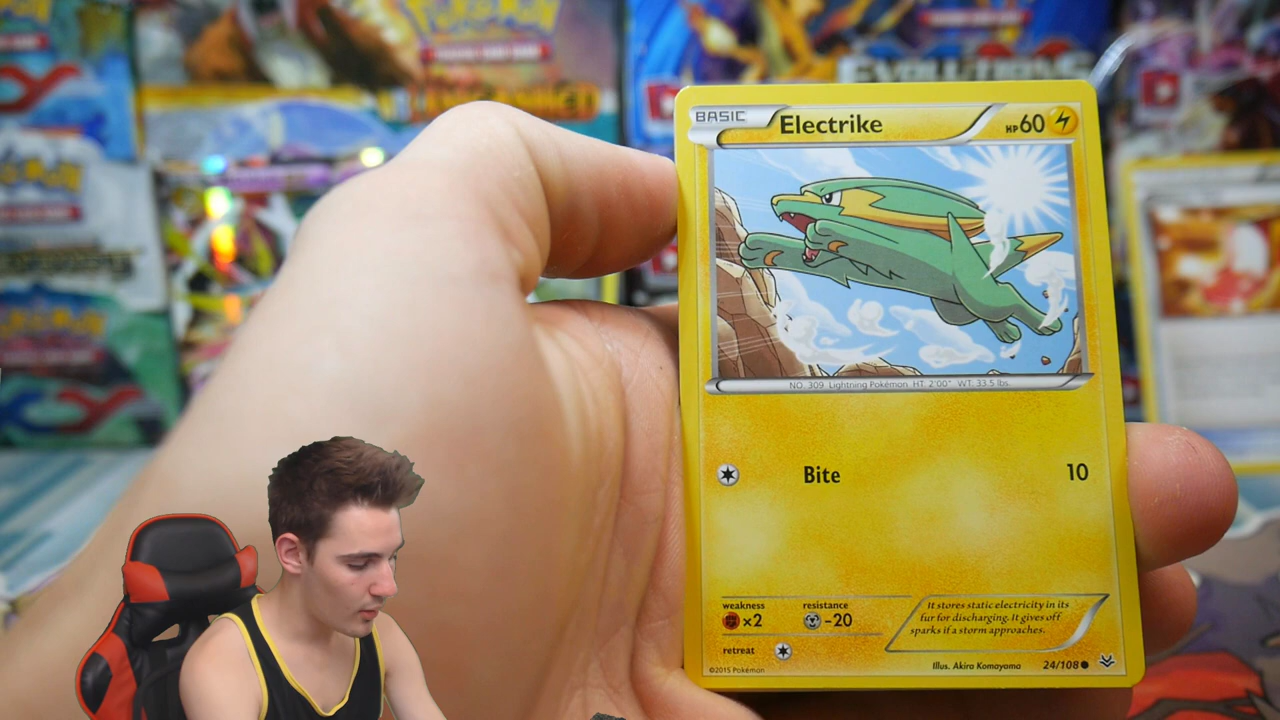 EVOLUTIONS
BASIC Electrike HP 60
NO. 309 Lightning Pokémon HT: 2'00" WT: 33.5 lbs.
Bite 10
weakness resistance
×2 -20
retreat
It stores static electricity in its
fur for discharging. It gives off
sparks if a storm approaches.
©2015 Pokémon Illus. Akira Komayama 24/108